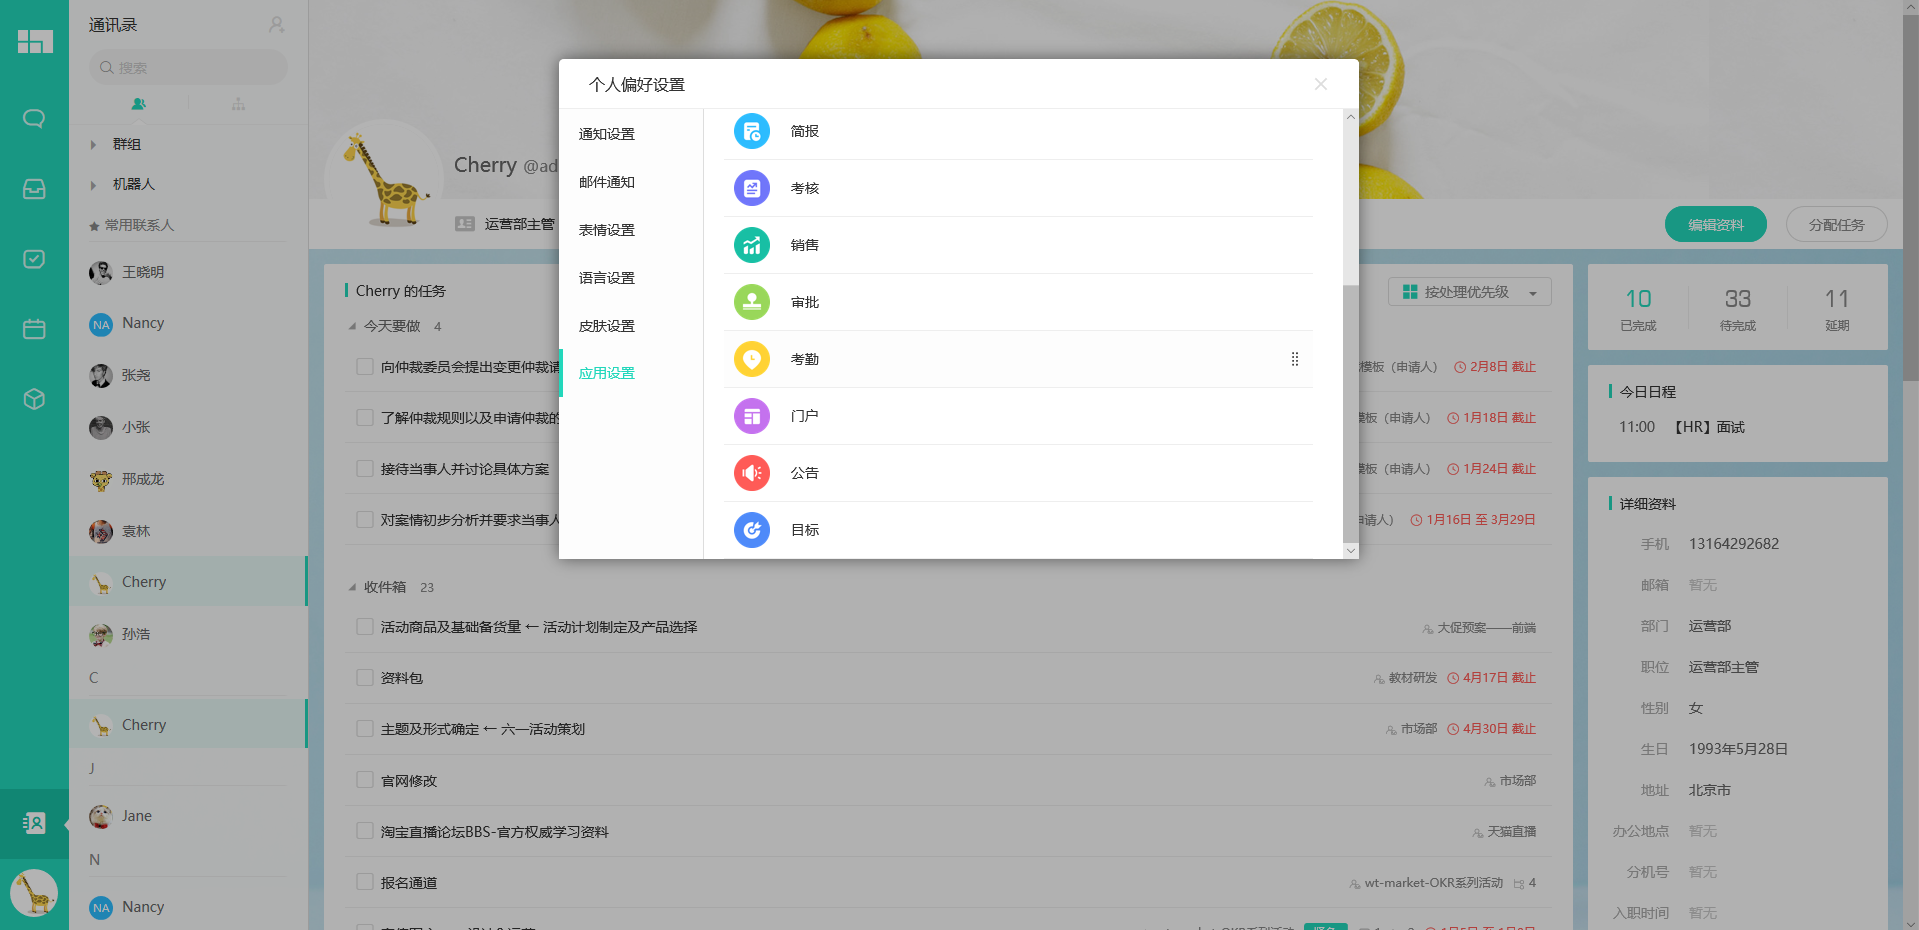 通讯录
搜索
群组
机器人
常用联系人
王晓明
NA Nancy
张尧
小张
邢成龙
袁林
Cherry
孙浩
C
Cherry
J
Jane
N
NA Nancy
Cherry @ad
运营部主管
编辑资料
分配任务
个人偏好设置
通知设置
邮件通知
表情设置
语言设置
皮肤设置
应用设置
简报
考核
销售
审批
考勤
门户
公告
目标
Cherry 的任务
按处理优先级
今天要做 4
向仲裁委员会提出变更仲裁请 模板（申请人） 2月8日 截止
了解仲裁规则以及申请仲裁的 模板（申请人） 1月18日 截止
接待当事人并讨论具体方案 模板（申请人） 1月24日 截止
对案情初步分析并要求当事人 申请人） 1月16日 至 3月29日
收件箱 23
活动商品及基础备货量 ← 活动计划制定及产品选择 大促预案——前端
资料包 教材研发 4月17日 截止
主题及形式确定 ← 六一活动策划 市场部 4月30日 截止
官网修改 市场部
淘宝直播论坛BBS-官方权威学习资料 天猫直播
报名通道 wt-market-OKR系列活动 4
10 33 11
已完成 待完成 延期
今日日程
11:00 【HR】面试
详细资料
手机 13164292682
邮箱 暂无
部门 运营部
职位 运营部主管
性别 女
生日 1993年5月28日
地址 北京市
办公地点 暂无
分机号 暂无
入职时间 暂无